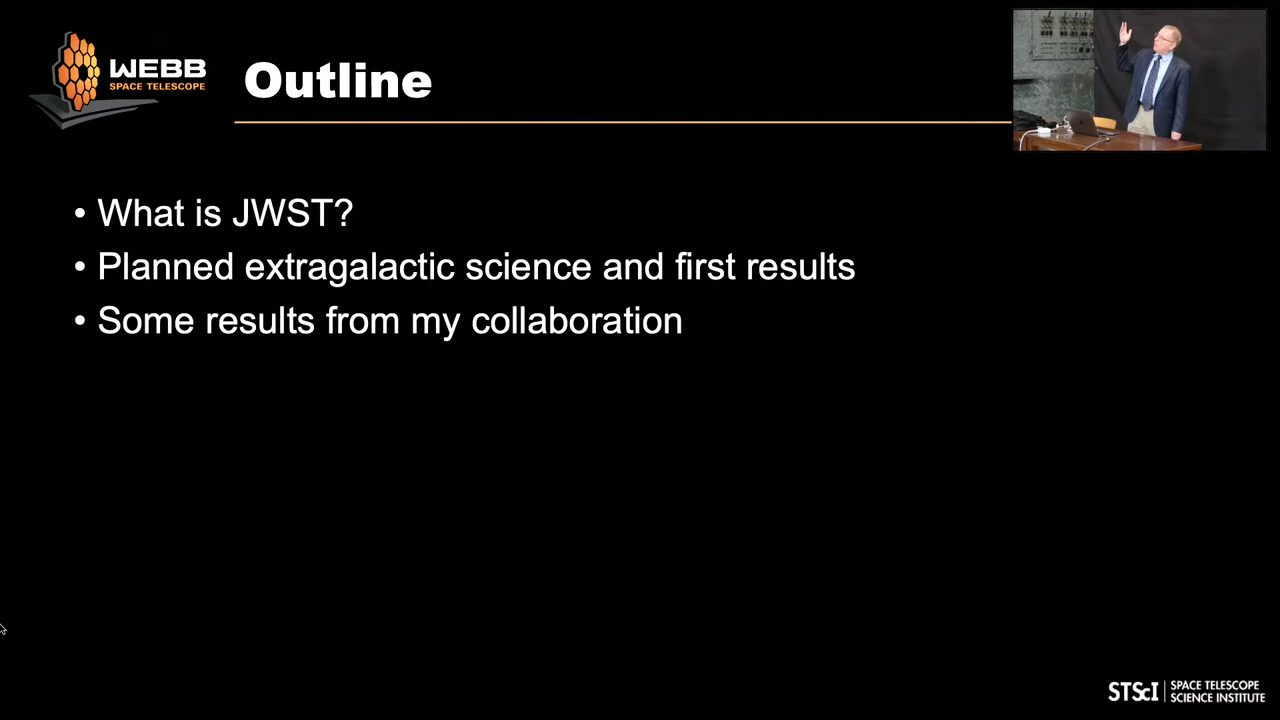 WEBB
SPACE TELESCOPE
Outline
• What is JWST?
• Planned extragalactic science and first results
• Some results from my collaboration
STScI | SPACE TELESCOPE
SCIENCE INSTITUTE